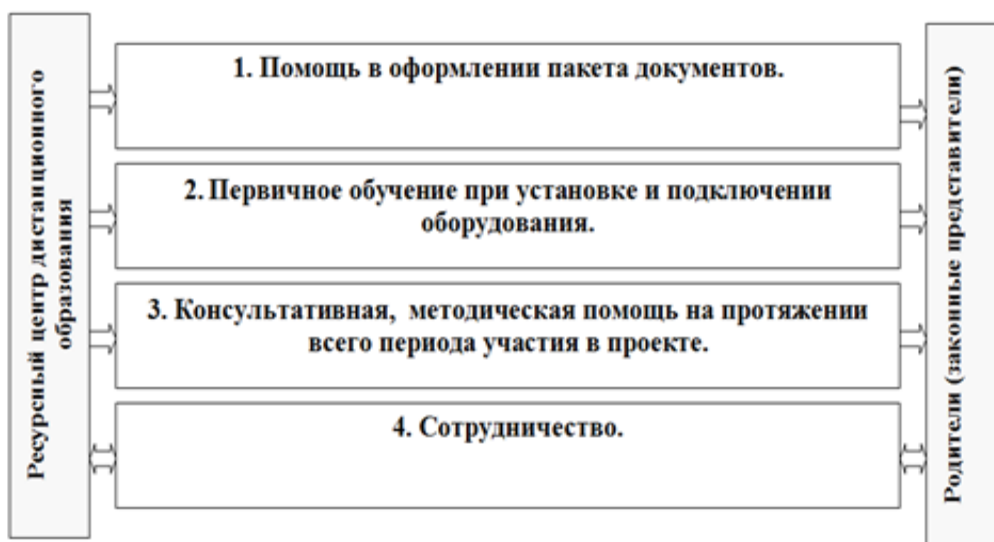 Ресурсный центр дистанционного
образования
1. Помощь в оформлении пакета документов.
2. Первичное обучение при установке и подключении
оборудования.
3. Консультативная, методическая помощь на протяжении
всего периода участия в проекте.
4. Сотрудничество.
Родители (законные представители)